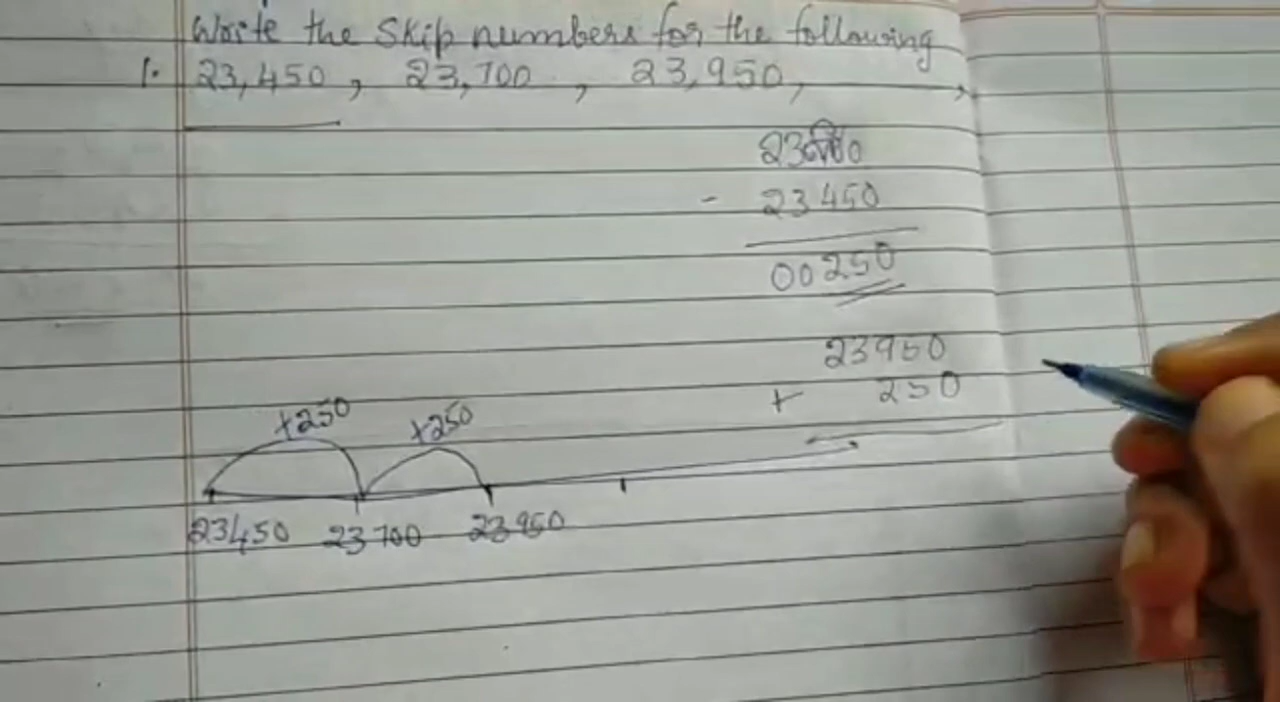 Write the Skip numbers for the following
1. 23,450, 23,700, 23,950, ,
- 23450
00250
23950
+ 250
+250 +250
23450 23700 23950